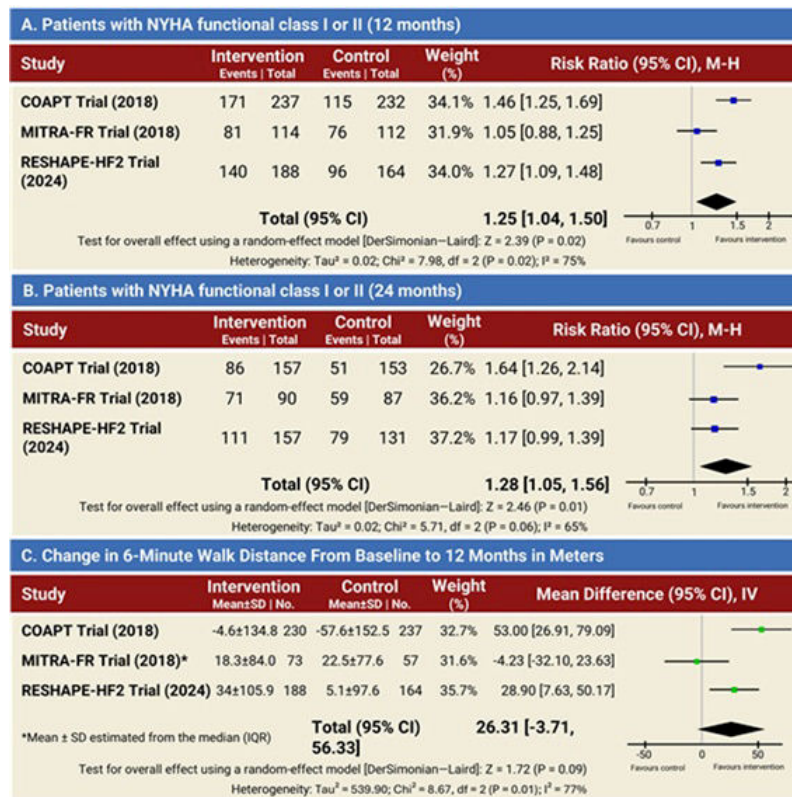 A. Patients with NYHA functional class I or II (12 months)
Study Intervention Control Weight Risk Ratio (95% CI), M-H
Events | Total Events | Total (%)
COAPT Trial (2018) 171 237 115 232 34.1% 1.46 [1.25, 1.69]
MITRA-FR Trial (2018) 81 114 76 112 31.9% 1.05 [0.88, 1.25]
RESHAPE-HF2 Trial (2024) 140 188 96 164 34.0% 1.27 [1.09, 1.48]
Total (95% CI) 1.25 [1.04, 1.50]
0.7 1 1.5 2
Test for overall effect using a random-effect model [DerSimonian–Laird]: Z = 2.39 (P = 0.02)
Favours control Favours intervention
Heterogeneity: Tau² = 0.02; Chi² = 7.98, df = 2 (P = 0.02); I² = 75%
B. Patients with NYHA functional class I or II (24 months)
Study Intervention Control Weight Risk Ratio (95% CI), M-H
Events | Total Events | Total (%)
COAPT Trial (2018) 86 157 51 153 26.7% 1.64 [1.26, 2.14]
MITRA-FR Trial (2018) 71 90 59 87 36.2% 1.16 [0.97, 1.39]
RESHAPE-HF2 Trial (2024) 111 157 79 131 37.2% 1.17 [0.99, 1.39]
Total (95% CI) 1.28 [1.05, 1.56]
0.7 1 1.5 2
Test for overall effect using a random-effect model [DerSimonian–Laird]: Z = 2.46 (P = 0.01)
Favours control Favours intervention
Heterogeneity: Tau² = 0.02; Chi² = 5.71, df = 2 (P = 0.06); I² = 65%
C. Change in 6-Minute Walk Distance From Baseline to 12 Months in Meters
Study Intervention Control Weight Mean Difference (95% CI), IV
Mean±SD | No. Mean±SD | No. (%)
COAPT Trial (2018) -4.6±134.8 230 -57.6±152.5 237 32.7% 53.00 [26.91, 79.09]
MITRA-FR Trial (2018)* 18.3±84.0 73 22.5±77.6 57 31.6% -4.23 [-32.10, 23.63]
RESHAPE-HF2 Trial (2024) 34±105.9 188 5.1±97.6 164 35.7% 28.90 [7.63, 50.17]
*Mean ± SD estimated from the median (IQR)
Total (95% CI) 26.31 [-3.71,
56.33]
-50 0 50
Favours control Favours intervention
Test for overall effect using a random-effect model [DerSimonian–Laird]: Z = 1.72 (P = 0.09)
Heterogeneity: Tau² = 539.90; Chi² = 8.67, df = 2 (P = 0.01); I² = 77%